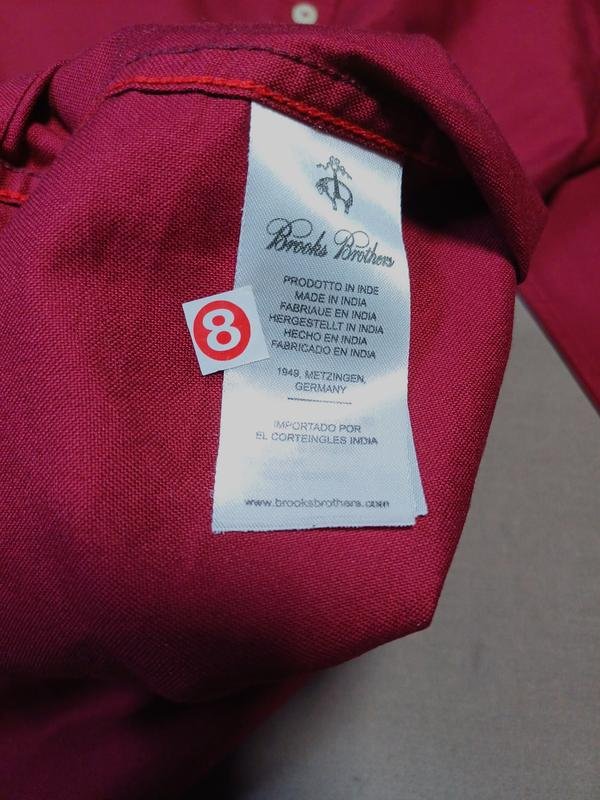 Brooks Brothers
PRODOTTO IN INDE
MADE IN INDIA
FABRIAUE EN INDIA
HERGESTELLT IN INDIA
HECHO EN INDIA
FABRICADO EN INDIA
1949, METZINGEN,
GERMANY
IMPORTADO POR
EL CORTEINGLES INDIA
www.brooksbrothers.com
8